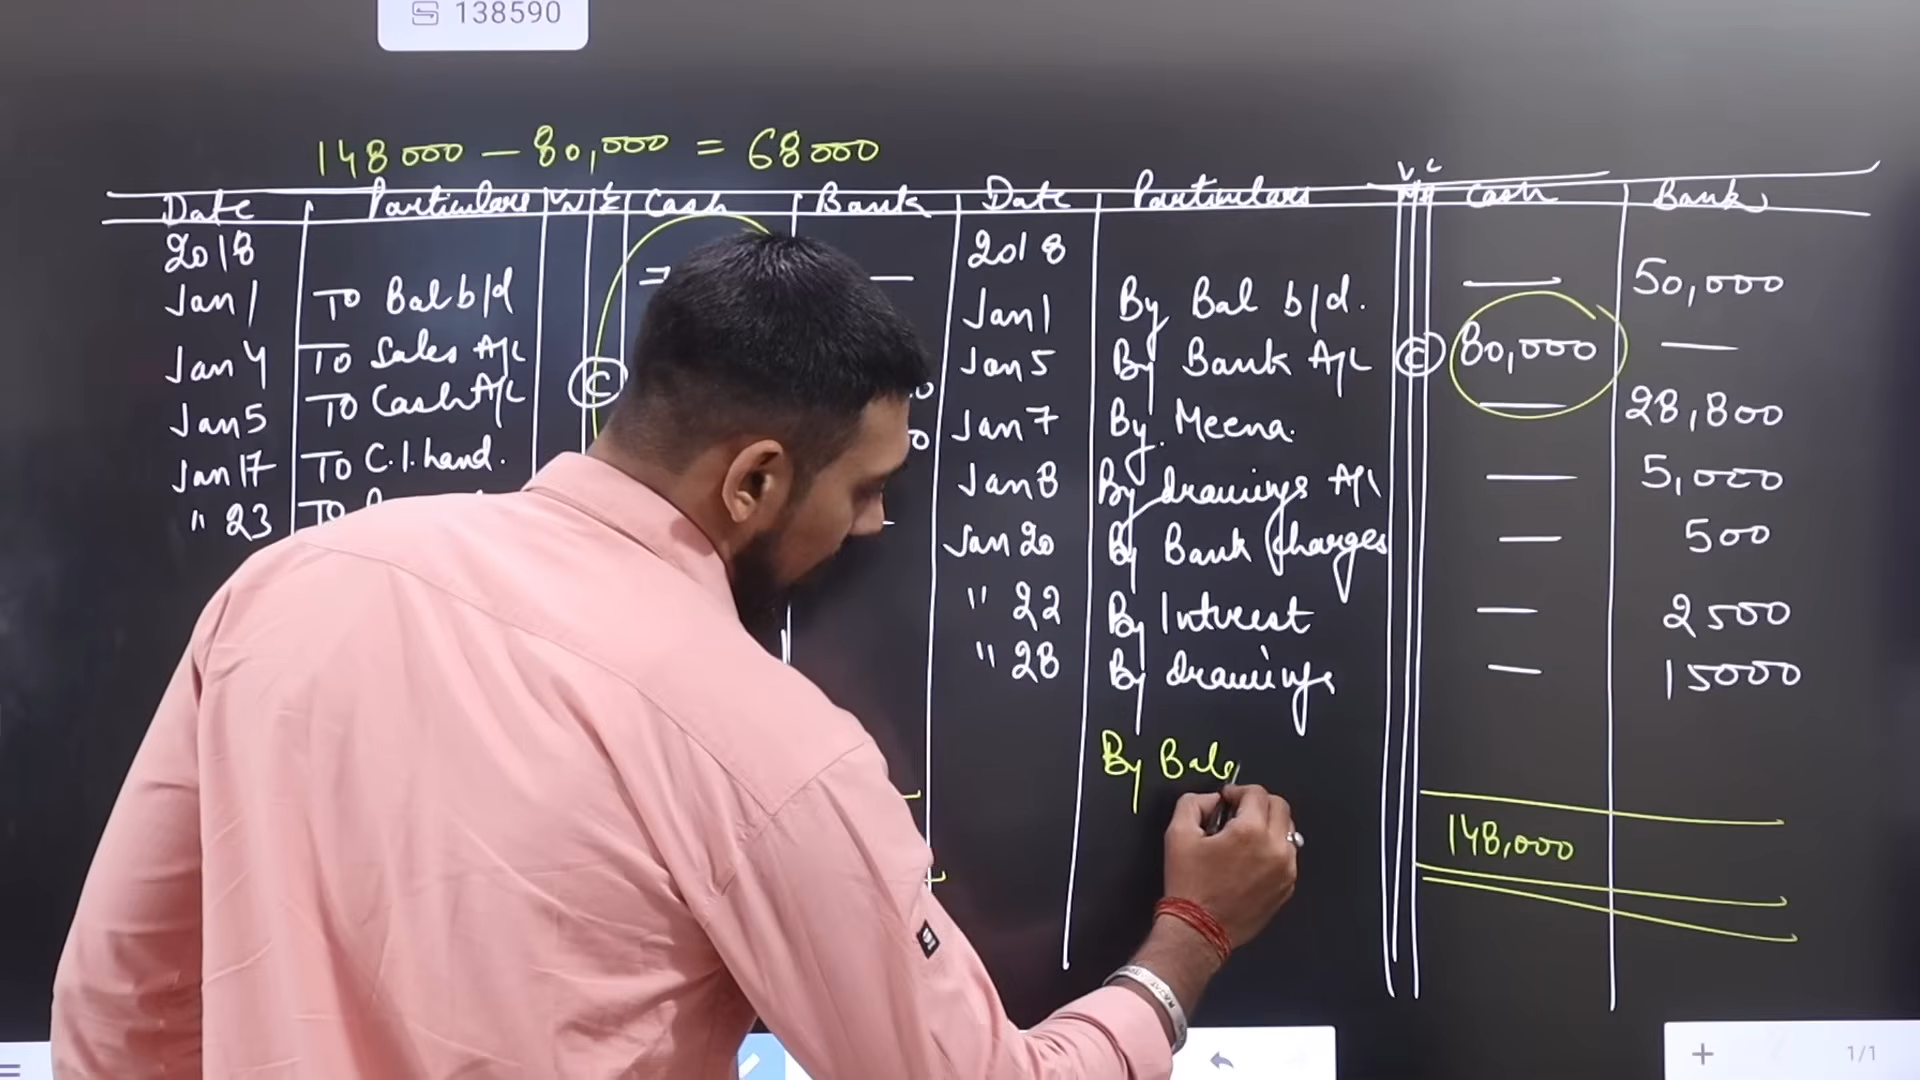 138590
148000 – 80,000 = 68000
Date Particulars Cash Bank Date Particulars Cash Bank
2018 — 2018
Jan 1 To Bal b/d Jan 1 By Bal b/d. — 50,000
Jan 4 To Sales A/c Jan 5 By Bank A/c C 80,000 —
Jan 5 To Cash A/c C Jan 7 By Meena. — 28,800
Jan 17 To C.I.hand. Jan 8 By drawings A/c — 5,000
" 23 To Jan 20 By Bank Charges — 500
" 22 By Interest — 2500
" 28 By drawings — 15000
By Bal
148,000
1/1